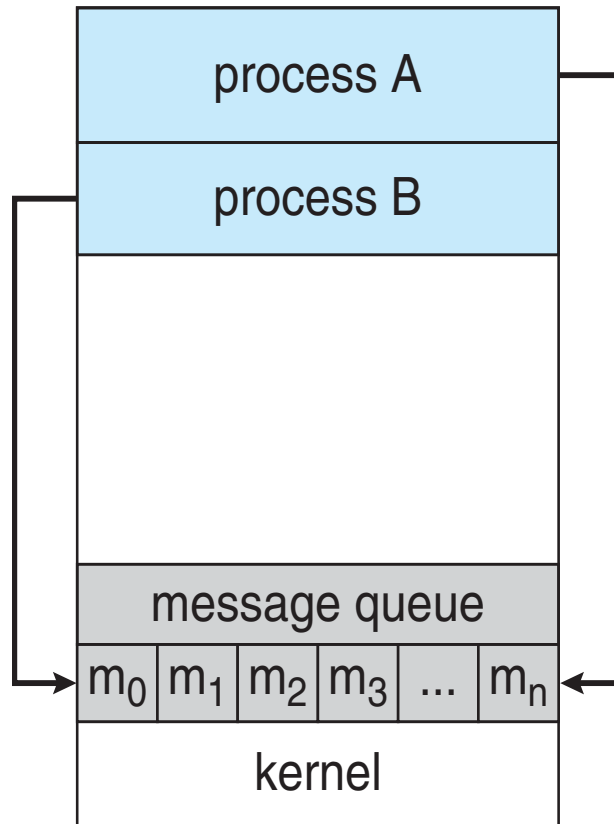 process A
process B
message queue
m₀ m₁ m₂ m₃ ... mₙ
kernel